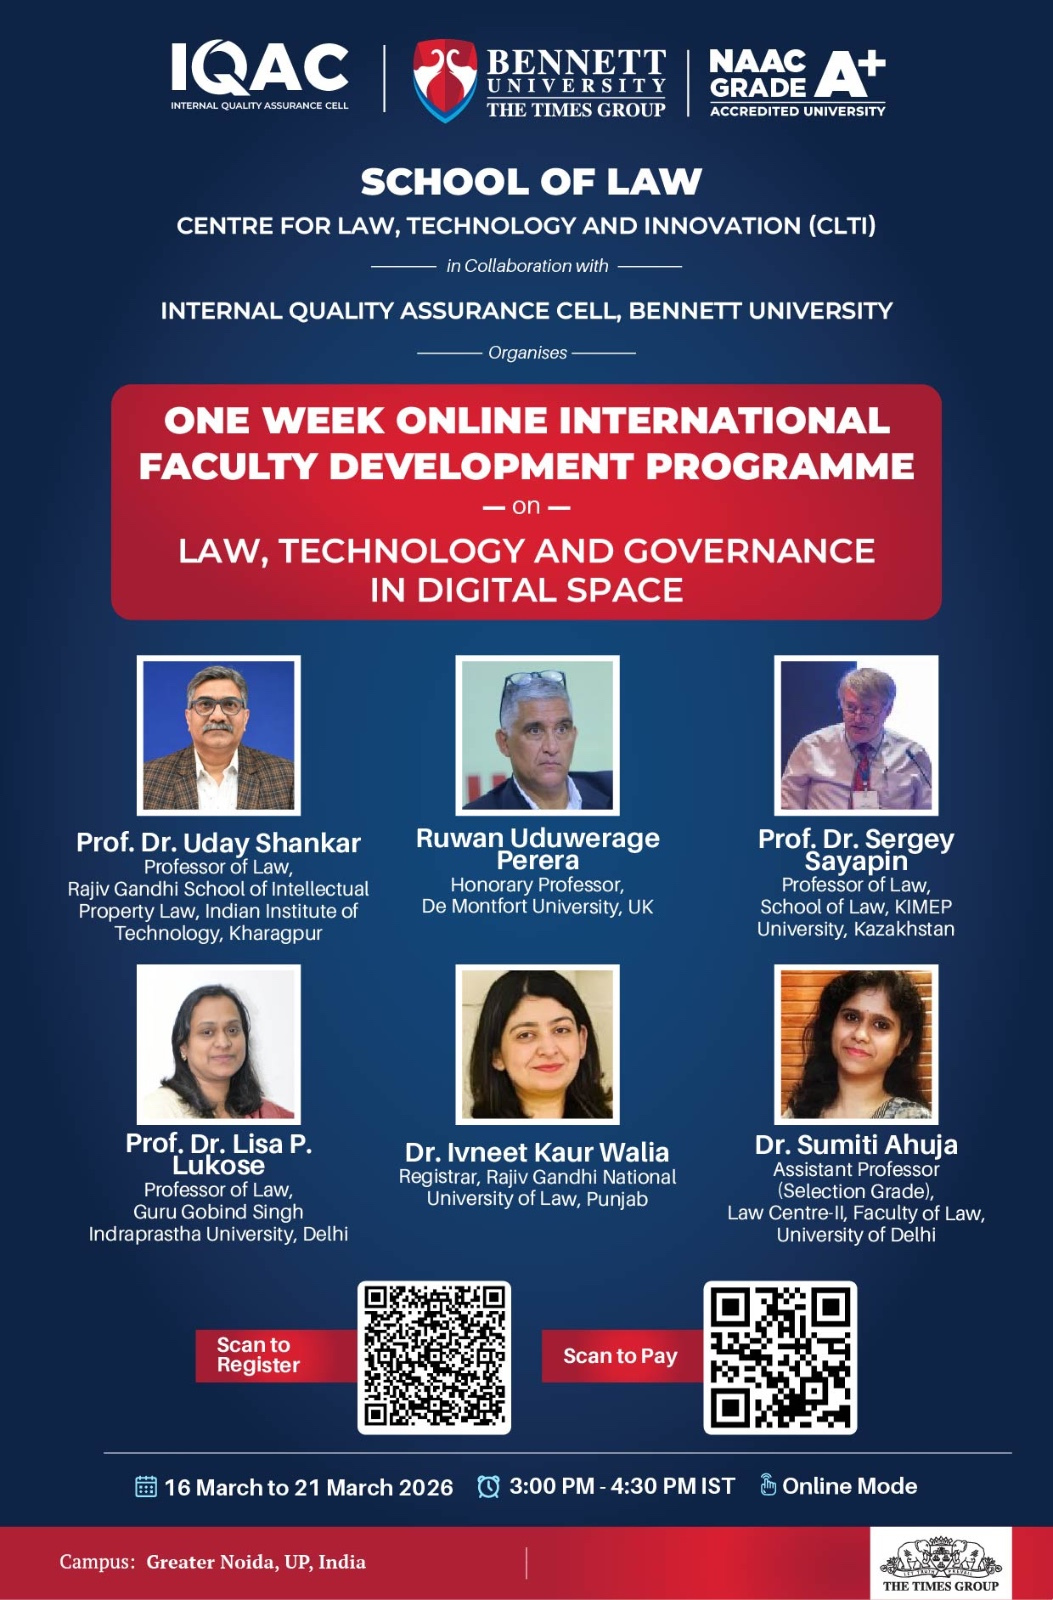 IQAC
INTERNAL QUALITY ASSURANCE CELL
BENNETT
UNIVERSITY
THE TIMES GROUP
NAAC
GRADE A+
ACCREDITED UNIVERSITY
SCHOOL OF LAW
CENTRE FOR LAW, TECHNOLOGY AND INNOVATION (CLTI)
in Collaboration with
INTERNAL QUALITY ASSURANCE CELL, BENNETT UNIVERSITY
Organises
ONE WEEK ONLINE INTERNATIONAL
FACULTY DEVELOPMENT PROGRAMME
— on —
LAW, TECHNOLOGY AND GOVERNANCE
IN DIGITAL SPACE
Prof. Dr. Uday Shankar
Professor of Law,
Rajiv Gandhi School of Intellectual
Property Law, Indian Institute of
Technology, Kharagpur
Ruwan Uduwerage
Perera
Honorary Professor,
De Montfort University, UK
Prof. Dr. Sergey
Sayapin
Professor of Law,
School of Law, KIMEP
University, Kazakhstan
Prof. Dr. Lisa P.
Lukose
Professor of Law,
Guru Gobind Singh
Indraprastha University, Delhi
Dr. Ivneet Kaur Walia
Registrar, Rajiv Gandhi National
University of Law, Punjab
Dr. Sumiti Ahuja
Assistant Professor
(Selection Grade),
Law Centre-II, Faculty of Law,
University of Delhi
Scan to
Register
Scan to Pay
16 March to 21 March 2026
3:00 PM - 4:30 PM IST
Online Mode
Campus: Greater Noida, UP, India
THE TIMES GROUP